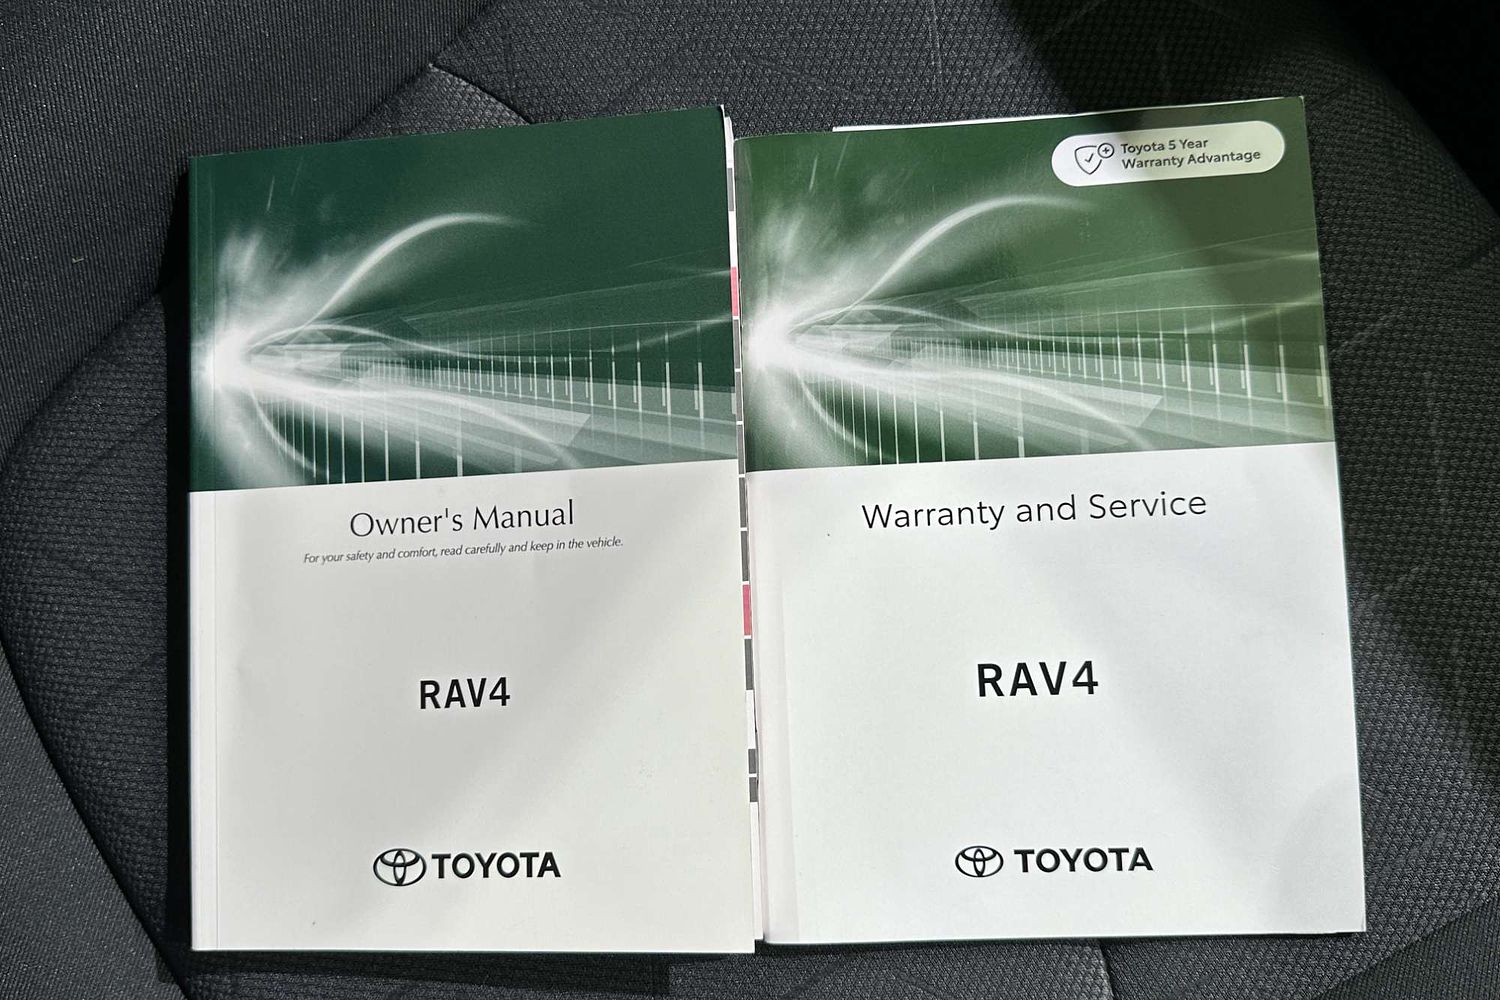 Owner's Manual
For your safety and comfort, read carefully and keep in the vehicle.
RAV4
TOYOTA
Toyota 5 Year
Warranty Advantage
Warranty and Service
RAV4
TOYOTA